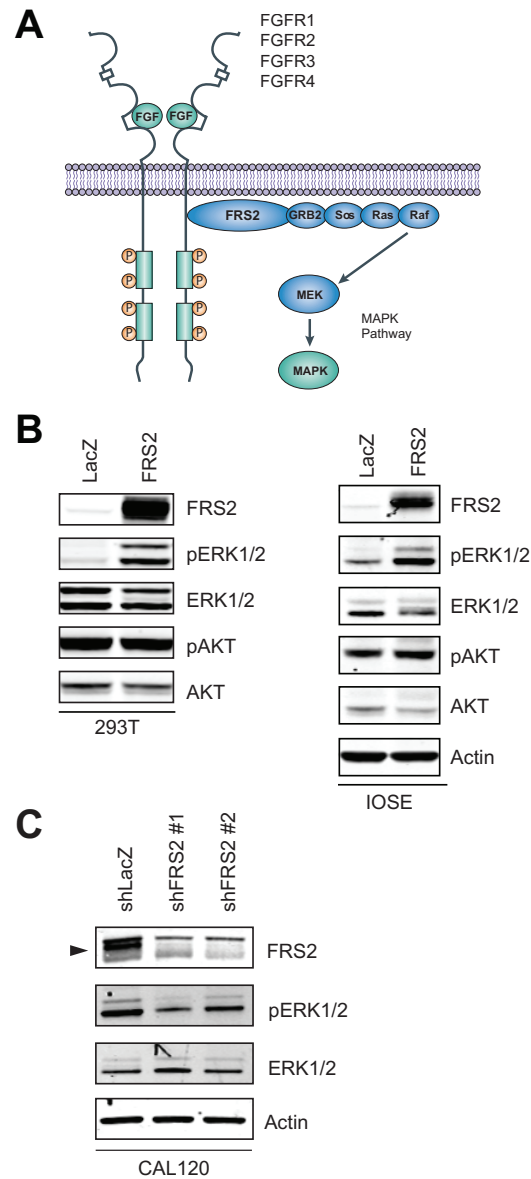 A
FGFR1
FGFR2
FGFR3
FGFR4
FGF FGF
FRS2 GRB2 Sos Ras Raf
P P
P P
MEK
MAPK
Pathway
P P
P P
MAPK
B
LacZ FRS2
FRS2
pERK1/2
ERK1/2
pAKT
AKT
293T
LacZ FRS2
FRS2
pERK1/2
ERK1/2
pAKT
AKT
Actin
IOSE
C
shLacZ shFRS2 #1 shFRS2 #2
FRS2
pERK1/2
ERK1/2
Actin
CAL120